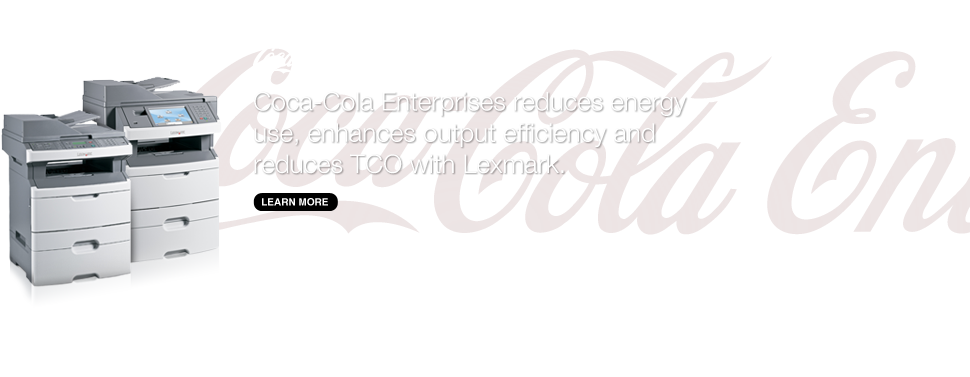 Coca-Cola En
Coca-Cola Enterprises reduces energy
use, enhances output efficiency and
reduces TCO with Lexmark.
LEARN MORE